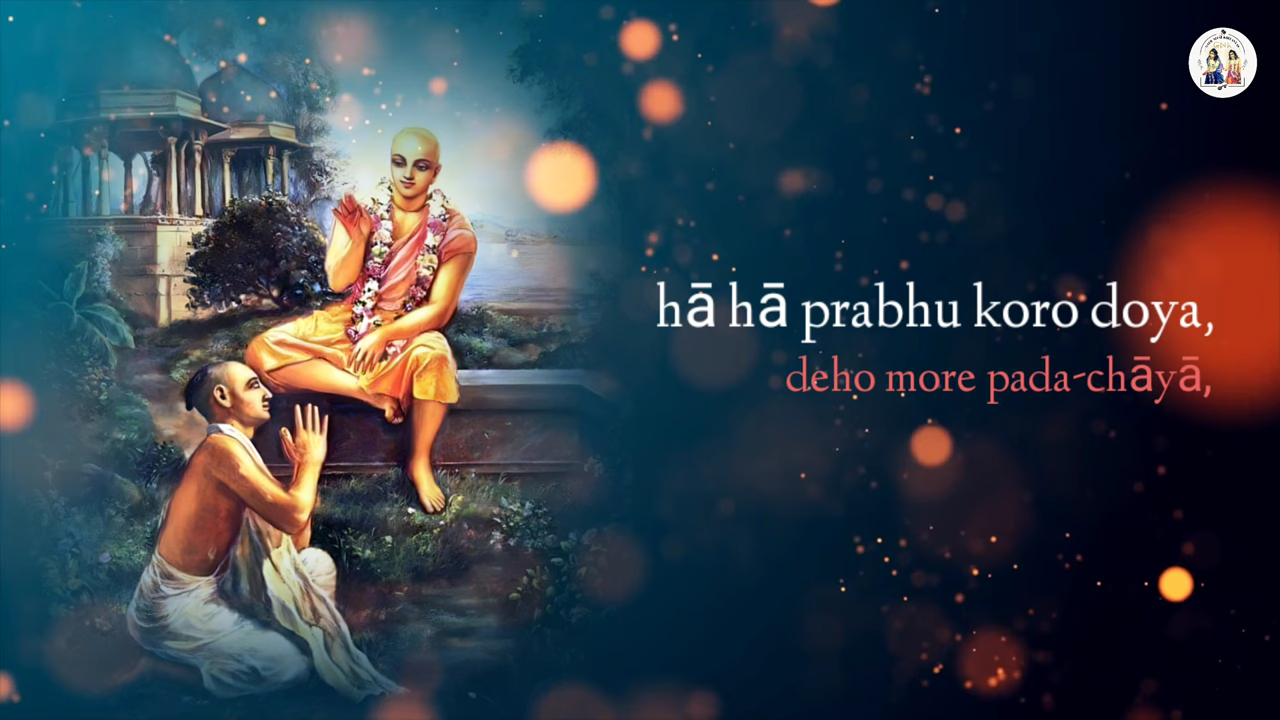 hā hā prabhu koro doya,
deho more pada-chāyā,